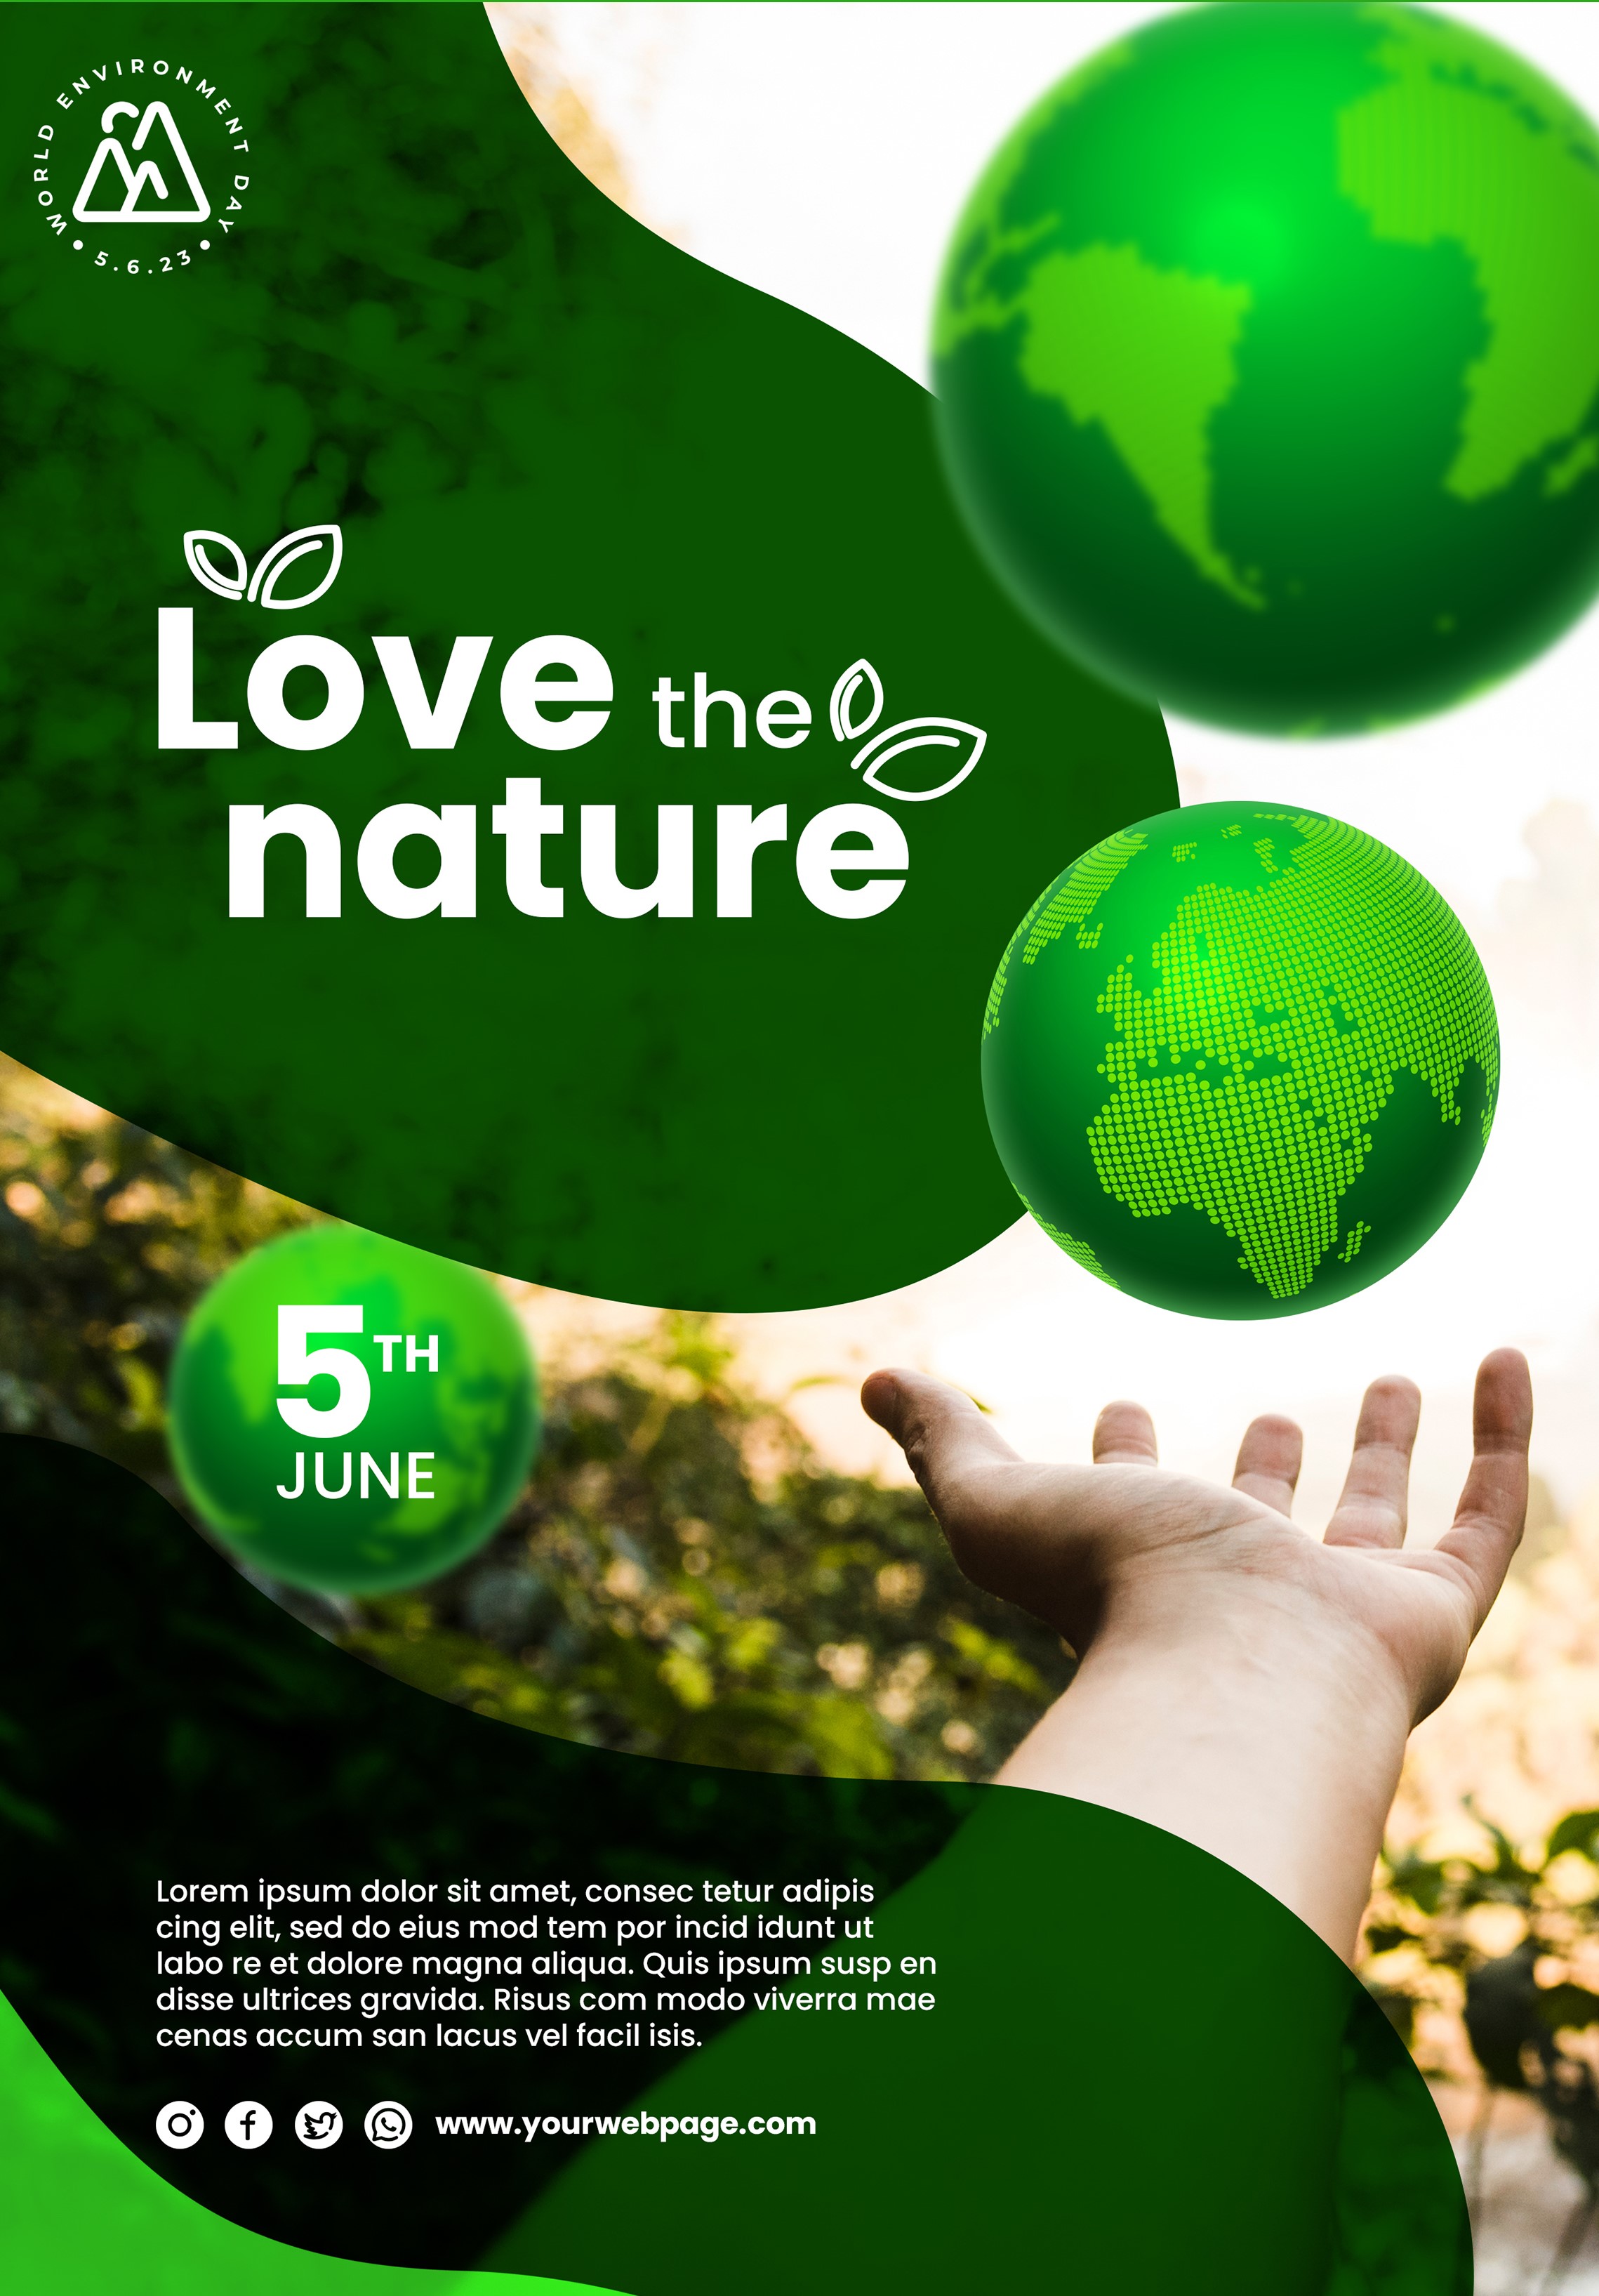 WORLD ENVIRONMENT DAY
• 5.6.23 •
Love the
nature
5TH
JUNE
Lorem ipsum dolor sit amet, consec tetur adipis
cing elit, sed do eius mod tem por incid idunt ut
labo re et dolore magna aliqua. Quis ipsum susp en
disse ultrices gravida. Risus com modo viverra mae
cenas accum san lacus vel facil isis.
www.yourwebpage.com